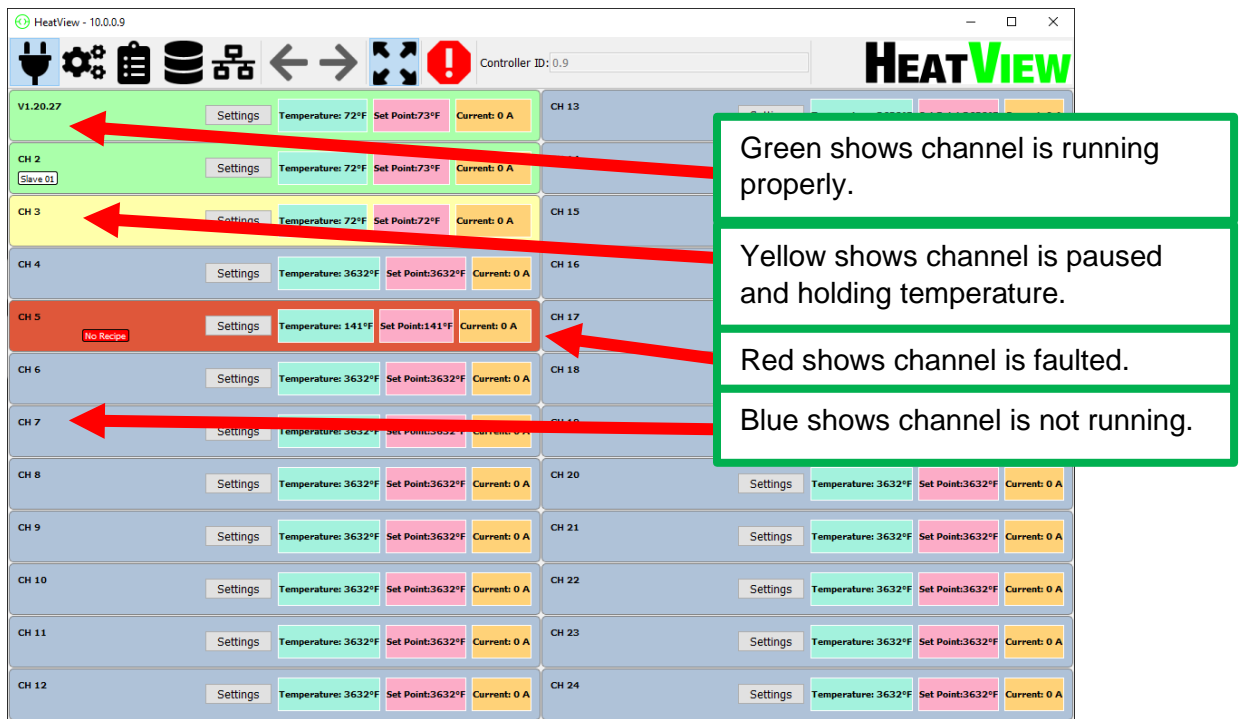 HeatView - 10.0.0.9
Controller ID: 0.9
HEATVIEW
V1.20.27
Settings
Temperature: 72°F
Set Point:73°F
Current: 0 A
CH 2
Slave 01
Settings
Temperature: 72°F
Set Point:73°F
Current: 0 A
CH 3
Settings
Temperature: 72°F
Set Point:72°F
Current: 0 A
CH 4
Settings
Temperature: 3632°F
Set Point:3632°F
Current: 0 A
CH 5
No Recipe
Settings
Temperature: 141°F
Set Point:141°F
Current: 0 A
CH 6
Settings
Temperature: 3632°F
Set Point:3632°F
Current: 0 A
CH 7
Settings
Temperature: 3632°F
Set Point:3632°F
Current: 0 A
CH 8
Settings
Temperature: 3632°F
Set Point:3632°F
Current: 0 A
CH 9
Settings
Temperature: 3632°F
Set Point:3632°F
Current: 0 A
CH 10
Settings
Temperature: 3632°F
Set Point:3632°F
Current: 0 A
CH 11
Settings
Temperature: 3632°F
Set Point:3632°F
Current: 0 A
CH 12
Settings
Temperature: 3632°F
Set Point:3632°F
Current: 0 A
CH 13
CH 15
CH 16
CH 17
CH 18
CH 20
Settings
Temperature: 3632°F
Set Point:3632°F
Current: 0 A
CH 21
Settings
Temperature: 3632°F
Set Point:3632°F
Current: 0 A
CH 22
Settings
Temperature: 3632°F
Set Point:3632°F
Current: 0 A
CH 23
Settings
Temperature: 3632°F
Set Point:3632°F
Current: 0 A
CH 24
Settings
Temperature: 3632°F
Set Point:3632°F
Current: 0 A
Green shows channel is running
properly.
Yellow shows channel is paused
and holding temperature.
Red shows channel is faulted.
Blue shows channel is not running.